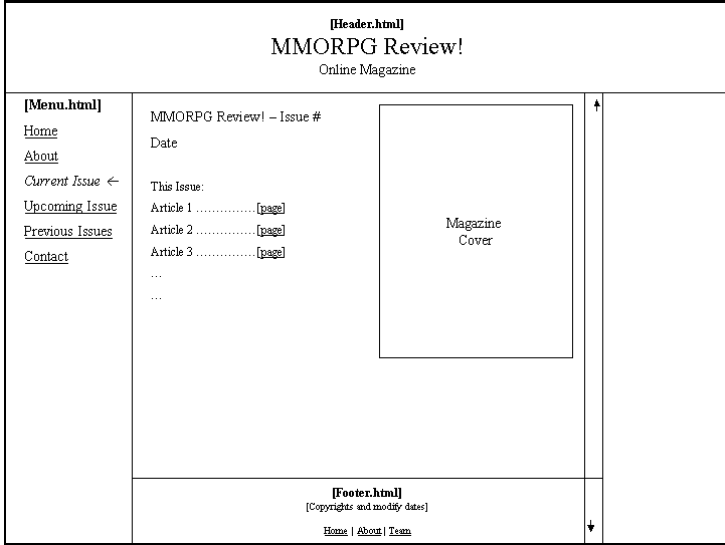 [Header.html]
MMORPG Review!
Online Magazine
[Menu.html]
Home
About
Current Issue ←
Upcoming Issue
Previous Issues
Contact
MMORPG Review! – Issue #
Date
This Issue:
Article 1 ..............[page]
Article 2 ..............[page]
Article 3 ..............[page]
...
...
Magazine
Cover
[Footer.html]
[Copyrights and modify dates]
Home | About | Team